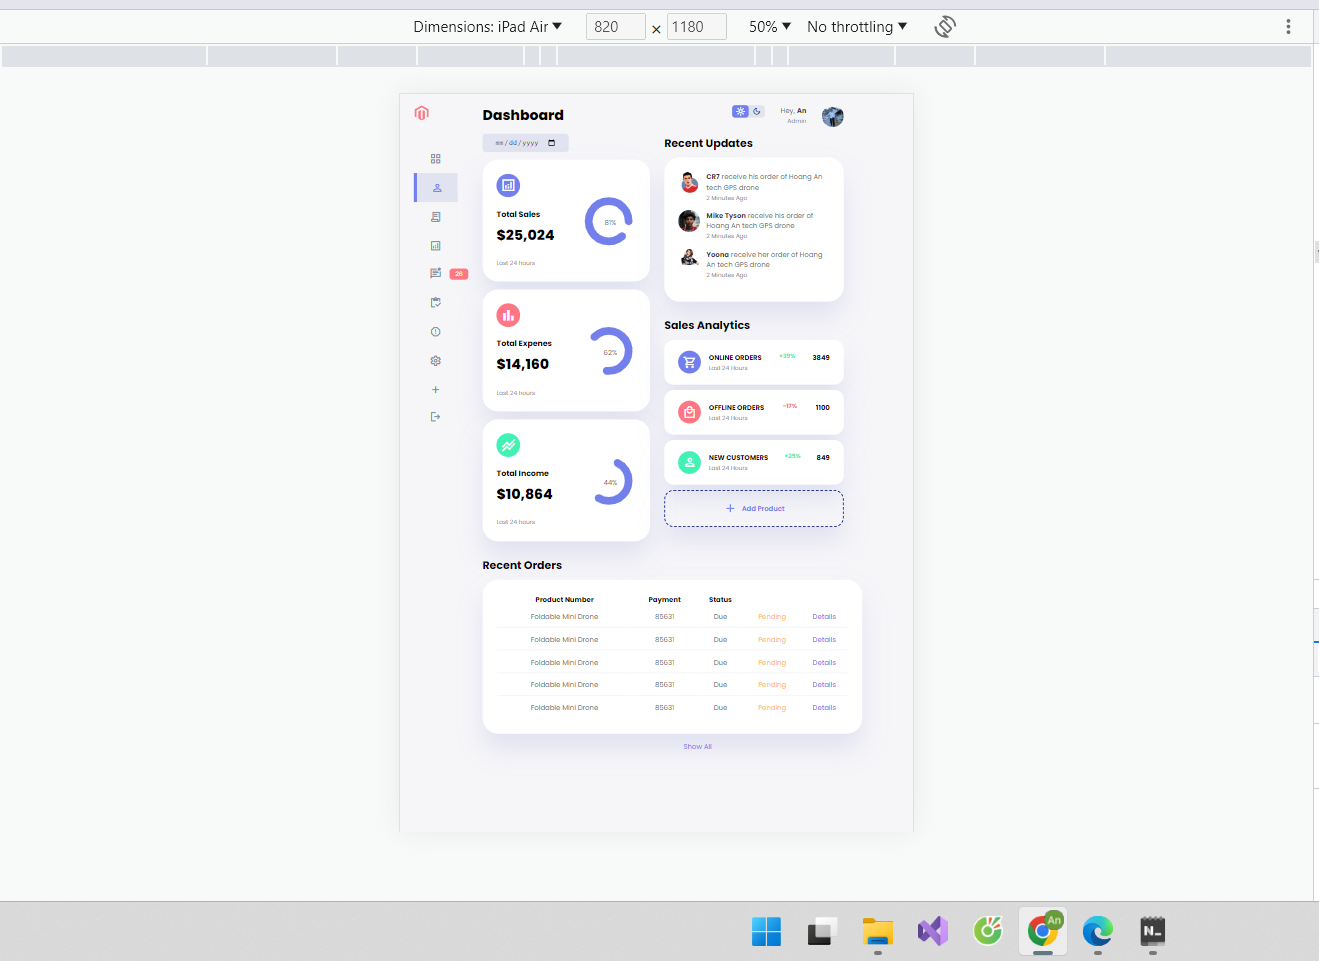 Dimensions: iPad Air
820
×
1180
50%
No throttling
Dashboard
Hey, An
Admin
mm/dd/yyyy
Total Sales
$25,024
81%
Last 24 hours
Total Expenes
$14,160
62%
Last 24 hours
Total Income
$10,864
44%
Last 24 hours
26
Recent Updates
CR7 receive his order of Hoang An
tech GPS drone
2 Minutes Ago
Mike Tyson receive his order of
Hoang An tech GPS drone
2 Minutes Ago
Yoona receive her order of Hoang
An tech GPS drone
2 Minutes Ago
Sales Analytics
ONLINE ORDERS +39% 3849
Last 24 Hours
OFFLINE ORDERS -17% 1100
Last 24 Hours
NEW CUSTOMERS +25% 849
Last 24 Hours
+ Add Product
Recent Orders
Product Number Payment Status
Foldable Mini Drone 85631 Due Pending Details
Foldable Mini Drone 85631 Due Pending Details
Foldable Mini Drone 85631 Due Pending Details
Foldable Mini Drone 85631 Due Pending Details
Foldable Mini Drone 85631 Due Pending Details
Show All
An
N_